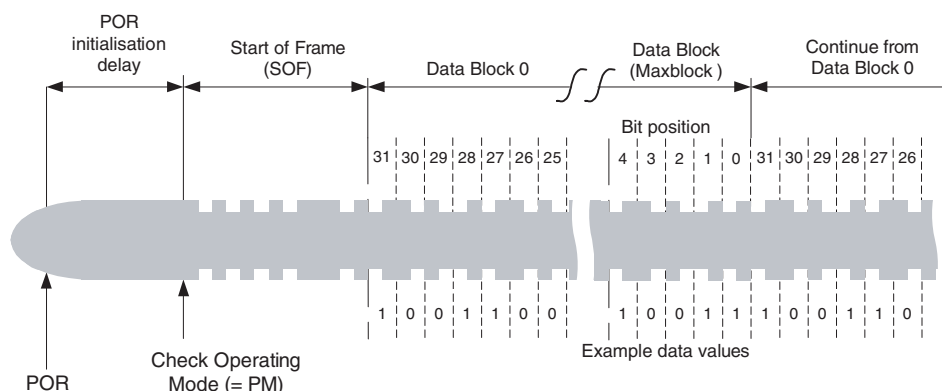 POR
initialisation
delay
Start of Frame
(SOF)
Data Block 0
Data Block
(Maxblock )
Continue from
Data Block 0
Bit position
31 30 29 28 27 26 25 4 3 2 1 0 31 30 29 28 27 26
1 0 0 1 1 0 0 1 0 0 1 1 1 0 0 1 1 0
Example data values
POR
Check Operating
Mode (= PM)